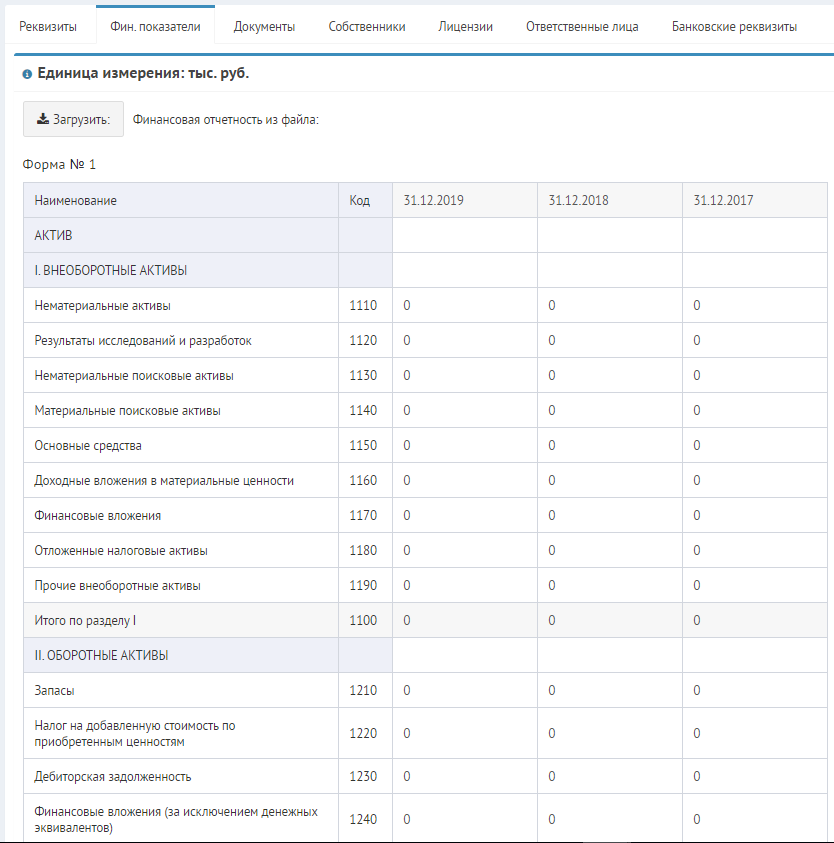 Реквизиты Фин. показатели Документы Собственники Лицензии Ответственные лица Банковские реквизиты
Единица измерения: тыс. руб.
Загрузить: Финансовая отчетность из файла:
Форма № 1
Наименование Код 31.12.2019 31.12.2018 31.12.2017
АКТИВ
I. ВНЕОБОРОТНЫЕ АКТИВЫ
Нематериальные активы 1110 0 0 0
Результаты исследований и разработок 1120 0 0 0
Нематериальные поисковые активы 1130 0 0 0
Материальные поисковые активы 1140 0 0 0
Основные средства 1150 0 0 0
Доходные вложения в материальные ценности 1160 0 0 0
Финансовые вложения 1170 0 0 0
Отложенные налоговые активы 1180 0 0 0
Прочие внеоборотные активы 1190 0 0 0
Итого по разделу I 1100 0 0 0
II. ОБОРОТНЫЕ АКТИВЫ
Запасы 1210 0 0 0
Налог на добавленную стоимость по
приобретенным ценностям 1220 0 0 0
Дебиторская задолженность 1230 0 0 0
Финансовые вложения (за исключением денежных
эквивалентов) 1240 0 0 0